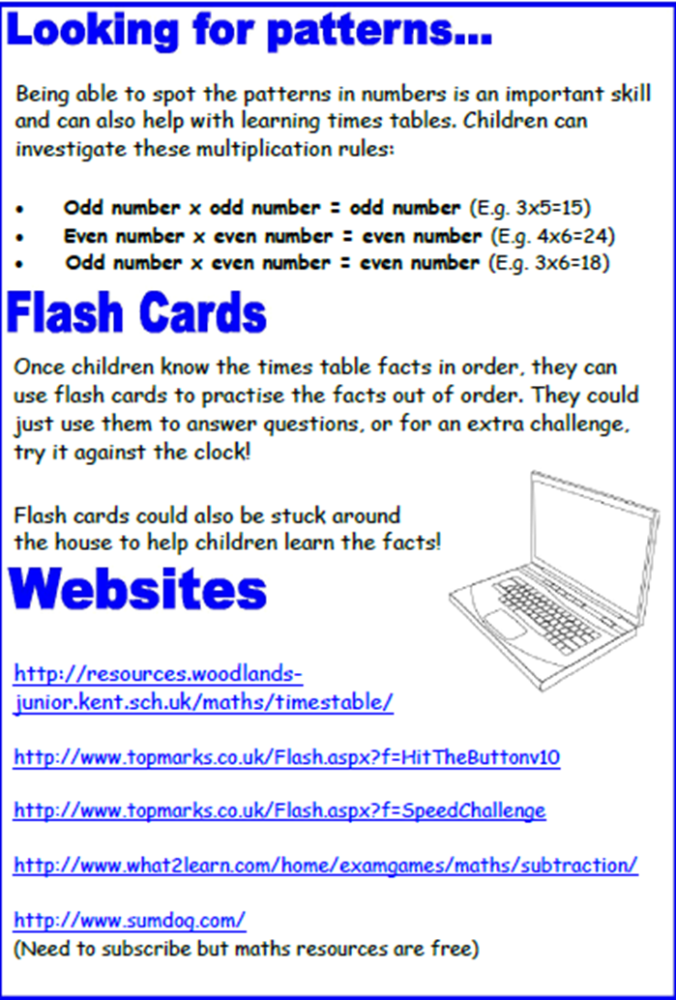 Looking for patterns...
Being able to spot the patterns in numbers is an important skill
and can also help with learning times tables. Children can
investigate these multiplication rules:
• Odd number x odd number = odd number (E.g. 3x5=15)
• Even number x even number = even number (E.g. 4x6=24)
• Odd number x even number = even number (E.g. 3x6=18)
Flash Cards
Once children know the times table facts in order, they can
use flash cards to practise the facts out of order. They could
just use them to answer questions, or for an extra challenge,
try it against the clock!
Flash cards could also be stuck around
the house to help children learn the facts!
Websites
http://resources.woodlands-
junior.kent.sch.uk/maths/timestable/
http://www.topmarks.co.uk/Flash.aspx?f=HitTheButtonv10
http://www.topmarks.co.uk/Flash.aspx?f=SpeedChallenge
http://www.what2learn.com/home/examgames/maths/subtraction/
http://www.sumdog.com/
(Need to subscribe but maths resources are free)